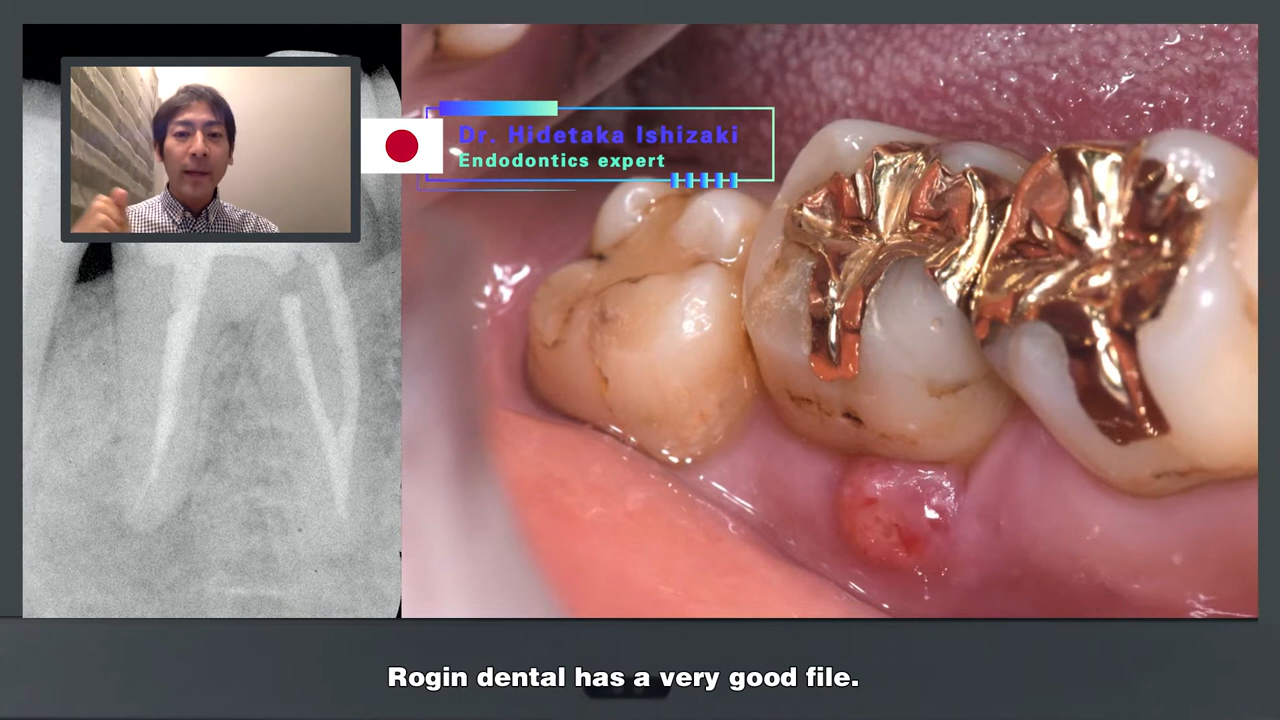 Dr. Hidetaka Ishizaki
Endodontics expert
Rogin dental has a very good file.